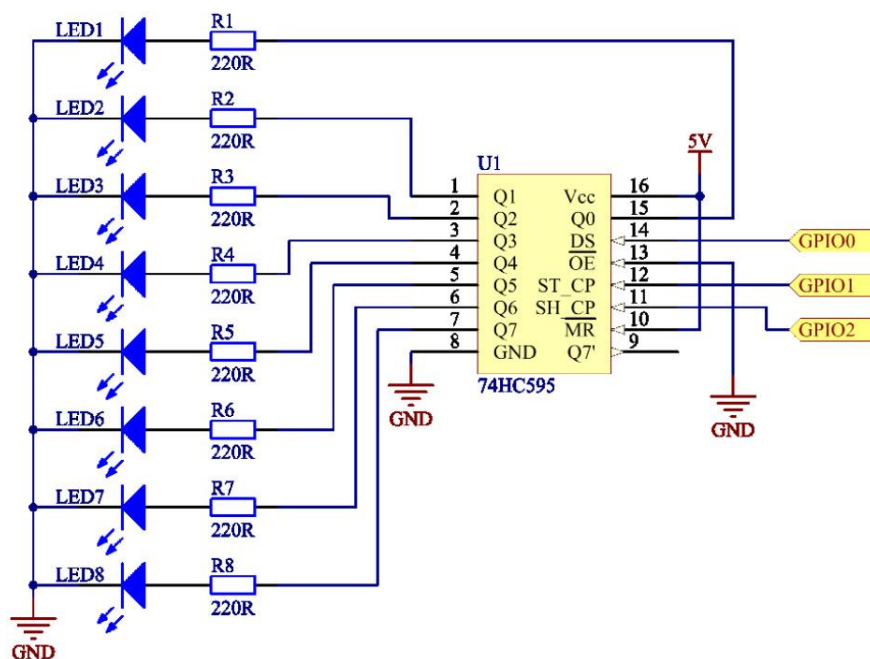 LED1
R1
220R
LED2
R2
220R
LED3
R3
220R
LED4
R4
220R
LED5
R5
220R
LED6
R6
220R
LED7
R7
220R
LED8
R8
220R
GND
U1
1 Q1 Vcc 16
2 Q2 Q0 15
3 Q3 DS 14
4 Q4 OE 13
5 Q5 ST_CP 12
6 Q6 SH_CP 11
7 Q7 MR 10
8 GND Q7' 9
74HC595
GND
5V
GPIO0
GPIO1
GPIO2
GND